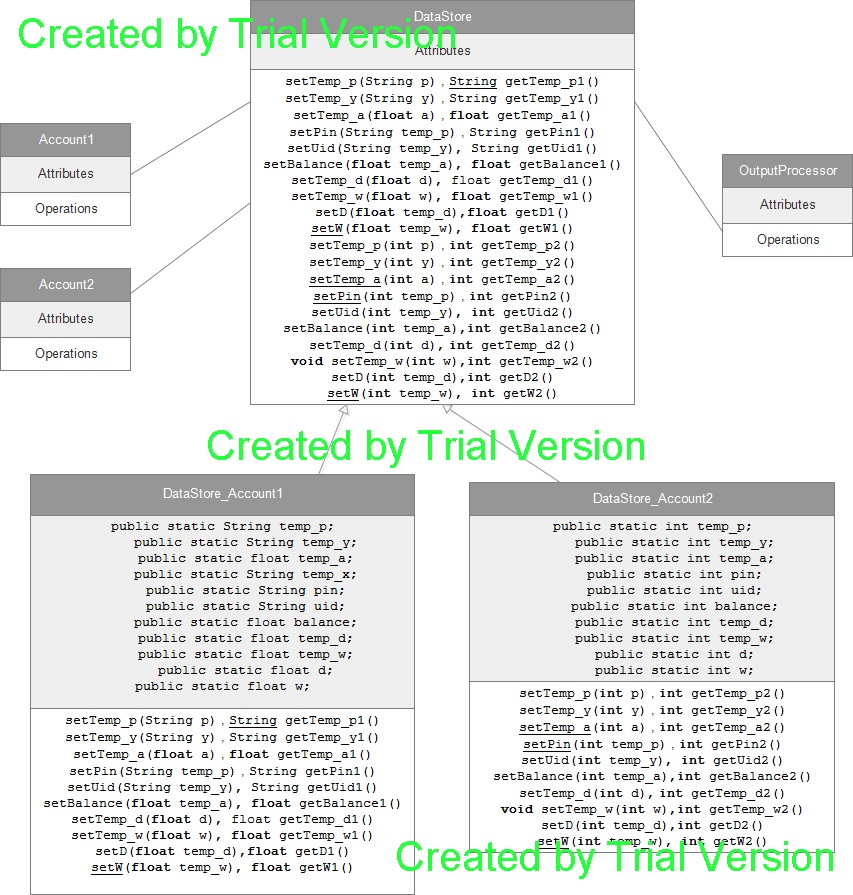 Created by Trial Version
DataStore
Attributes
setTemp_p(String p) , String getTemp_p1()
setTemp_y(String y) , String getTemp_y1()
setTemp_a(float a) , float getTemp_a1()
setPin(String temp_p) , String getPin1()
setUid(String temp_y), String getUid1()
setBalance(float temp_a), float getBalance1()
setTemp_d(float d), float getTemp_d1()
setTemp_w(float w), float getTemp_w1()
setD(float temp_d),float getD1()
setW(float temp_w), float getW1()
setTemp_p(int p) , int getTemp_p2()
setTemp_y(int y) , int getTemp_y2()
setTemp_a(int a) , int getTemp_a2()
setPin(int temp_p) , int getPin2()
setUid(int temp_y), int getUid2()
setBalance(int temp_a),int getBalance2()
setTemp_d(int d), int getTemp_d2()
void setTemp_w(int w),int getTemp_w2()
setD(int temp_d),int getD2()
setW(int temp_w), int getW2()
Account1
Attributes
Operations
Account2
Attributes
Operations
OutputProcessor
Attributes
Operations
Created by Trial Version
DataStore_Account1
public static String temp_p;
public static String temp_y;
public static float temp_a;
public static String temp_x;
public static String pin;
public static String uid;
public static float balance;
public static float temp_d;
public static float temp_w;
public static float d;
public static float w;
setTemp_p(String p) , String getTemp_p1()
setTemp_y(String y) , String getTemp_y1()
setTemp_a(float a) , float getTemp_a1()
setPin(String temp_p) , String getPin1()
setUid(String temp_y), String getUid1()
setBalance(float temp_a), float getBalance1()
setTemp_d(float d), float getTemp_d1()
setTemp_w(float w), float getTemp_w1()
setD(float temp_d),float getD1()
setW(float temp_w), float getW1()
DataStore_Account2
public static int temp_p;
public static int temp_y;
public static int temp_a;
public static int pin;
public static int uid;
public static int balance;
public static int temp_d;
public static int temp_w;
public static int d;
public static int w;
setTemp_p(int p) , int getTemp_p2()
setTemp_y(int y) , int getTemp_y2()
setTemp_a(int a) , int getTemp_a2()
setPin(int temp_p) , int getPin2()
setUid(int temp_y), int getUid2()
setBalance(int temp_a),int getBalance2()
setTemp_d(int d), int getTemp_d2()
void setTemp_w(int w),int getTemp_w2()
setD(int temp_d),int getD2()
setW(int temp_w), int getW2()
Created by Trial Version